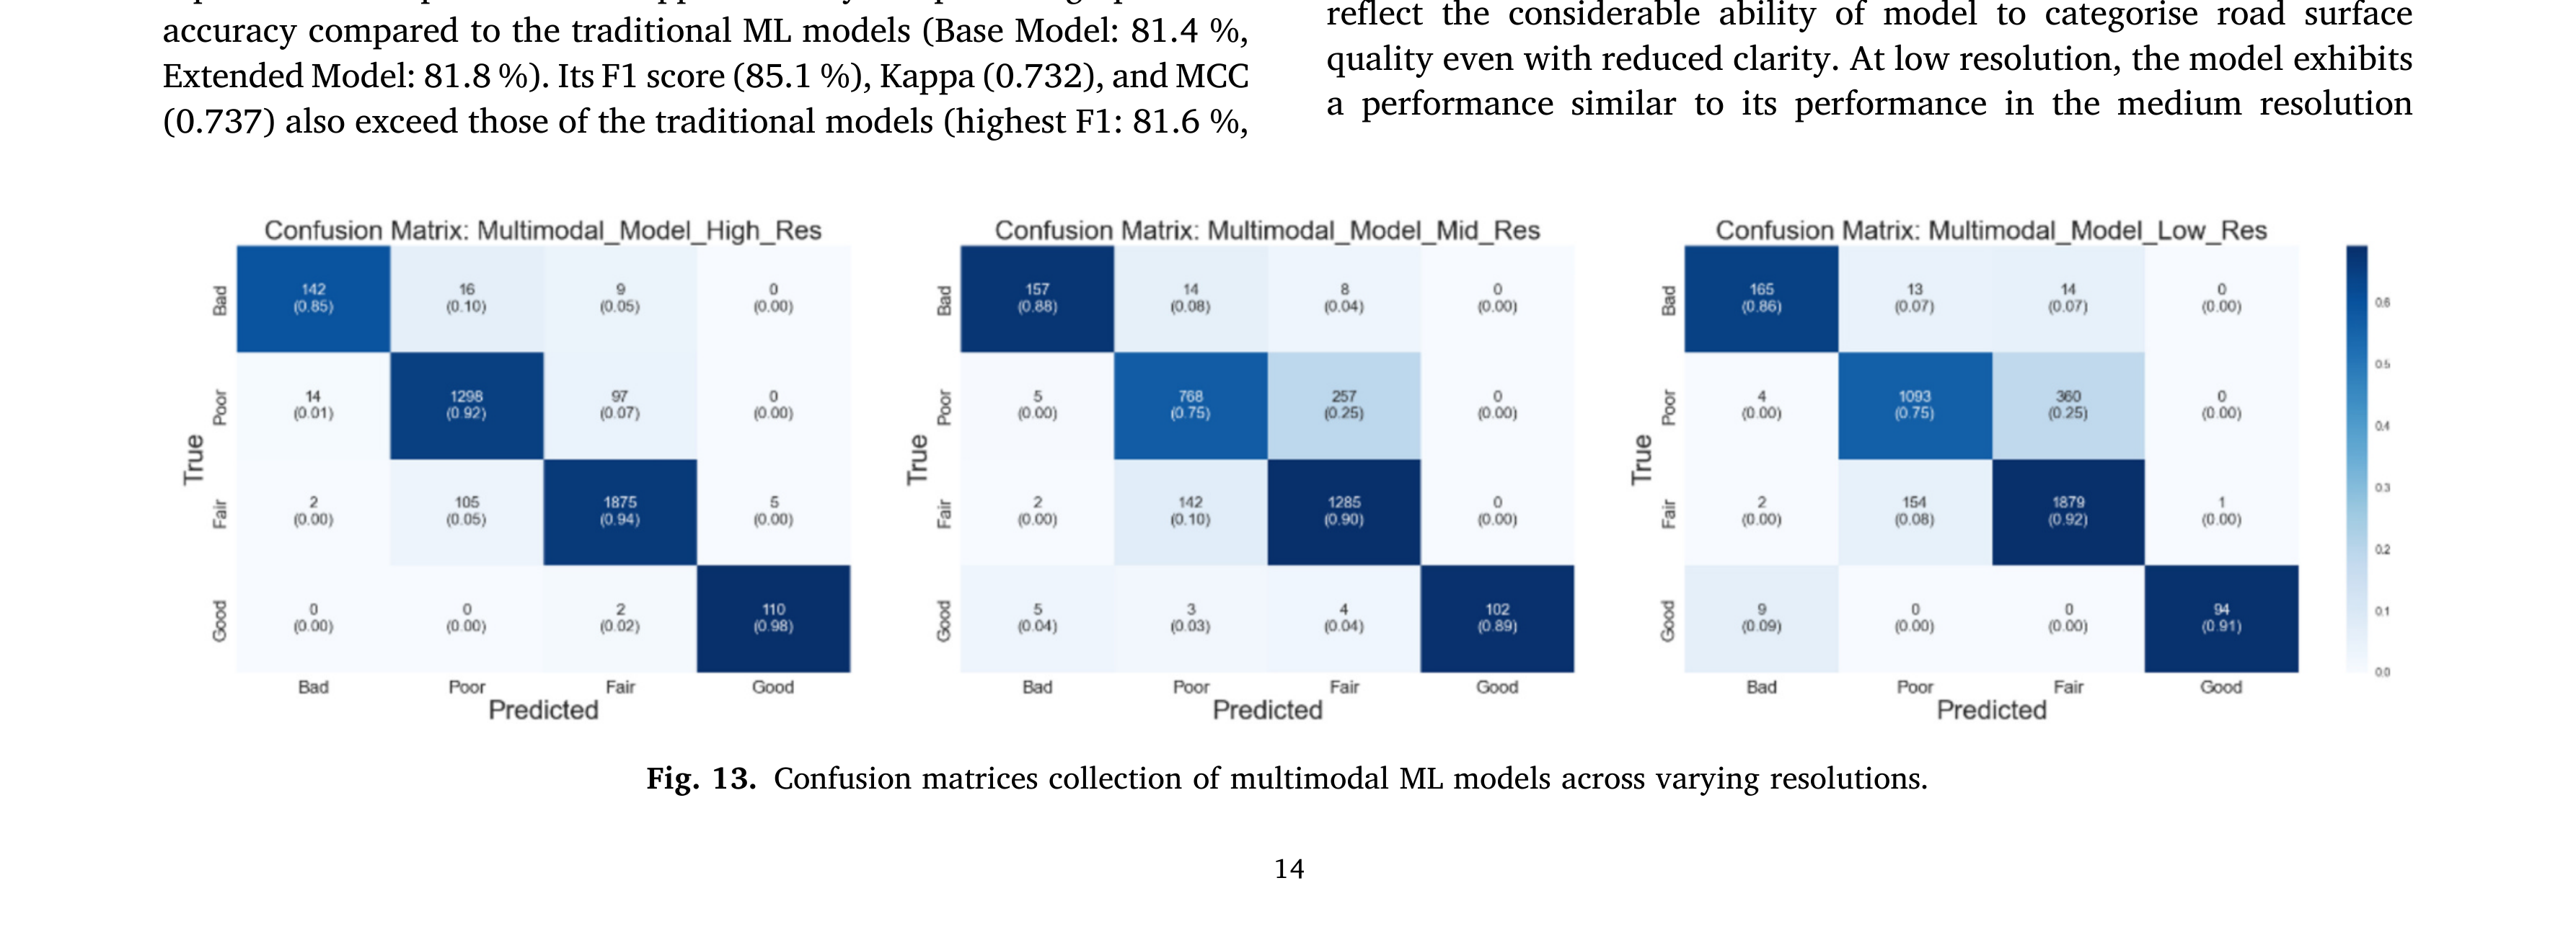 accuracy compared to the traditional ML models (Base Model: 81.4 %,
Extended Model: 81.8 %). Its F1 score (85.1 %), Kappa (0.732), and MCC
(0.737) also exceed those of the traditional models (highest F1: 81.6 %,
reflect the considerable ability of model to categorise road surface
quality even with reduced clarity. At low resolution, the model exhibits
a performance similar to its performance in the medium resolution
Confusion Matrix: Multimodal_Model_High_Res
True
Bad
142 16 9 0
(0.85) (0.10) (0.05) (0.00)
Poor
14 1298 97 0
(0.01) (0.92) (0.07) (0.00)
Fair
2 105 1875 5
(0.00) (0.05) (0.94) (0.00)
Good
0 0 2 110
(0.00) (0.00) (0.02) (0.98)
Bad Poor Fair Good
Predicted
Confusion Matrix: Multimodal_Model_Mid_Res
True
Bad
157 14 8 0
(0.88) (0.08) (0.04) (0.00)
Poor
5 768 257 0
(0.00) (0.75) (0.25) (0.00)
Fair
2 142 1285 0
(0.00) (0.10) (0.90) (0.00)
Good
5 3 4 102
(0.04) (0.03) (0.04) (0.89)
Bad Poor Fair Good
Predicted
Confusion Matrix: Multimodal_Model_Low_Res
True
Bad
165 13 14 0
(0.86) (0.07) (0.07) (0.00)
Poor
4 1093 360 0
(0.00) (0.75) (0.25) (0.00)
Fair
2 154 1879 1
(0.00) (0.08) (0.92) (0.00)
Good
9 0 0 94
(0.09) (0.00) (0.00) (0.91)
Bad Poor Fair Good
Predicted
0.6
0.5
0.4
0.3
0.2
0.1
0.0
Fig. 13. Confusion matrices collection of multimodal ML models across varying resolutions.
14